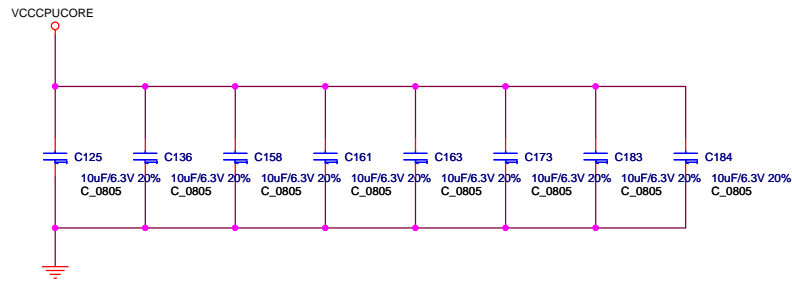 VCCCPUCORE
C125 C136 C158 C161 C163 C173 C183 C184
10uF/6.3V 20% 10uF/6.3V 20% 10uF/6.3V 20% 10uF/6.3V 20% 10uF/6.3V 20% 10uF/6.3V 20% 10uF/6.3V 20% 10uF/6.3V 20%
C_0805 C_0805 C_0805 C_0805 C_0805 C_0805 C_0805 C_0805